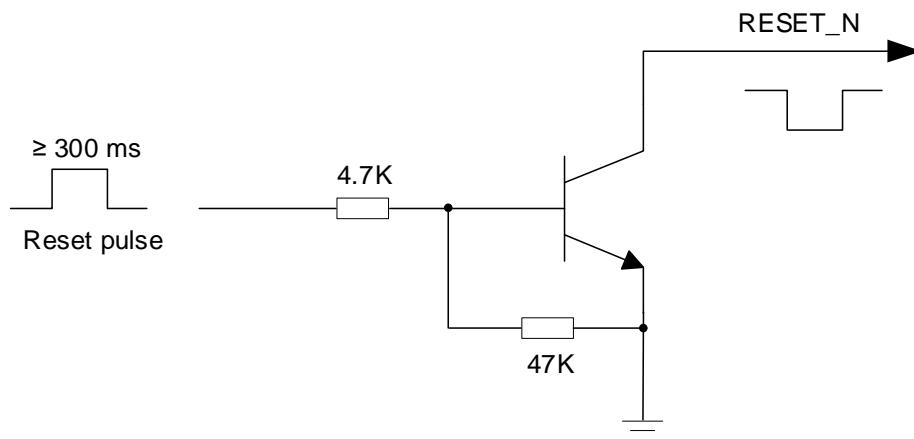 RESET_N
≥ 300 ms
4.7K
Reset pulse
47K